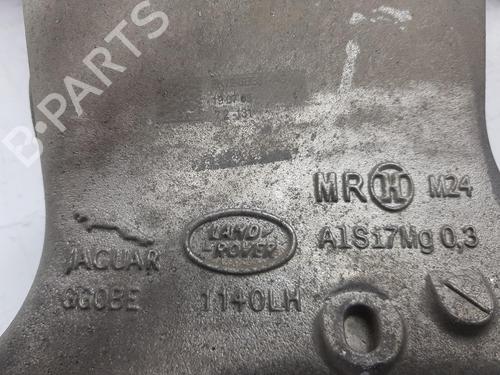 B-PARTS
MR H M24
JAGUAR
LAND
ROVER
AlSi7Mg 0,3
GG0BE
1140LH